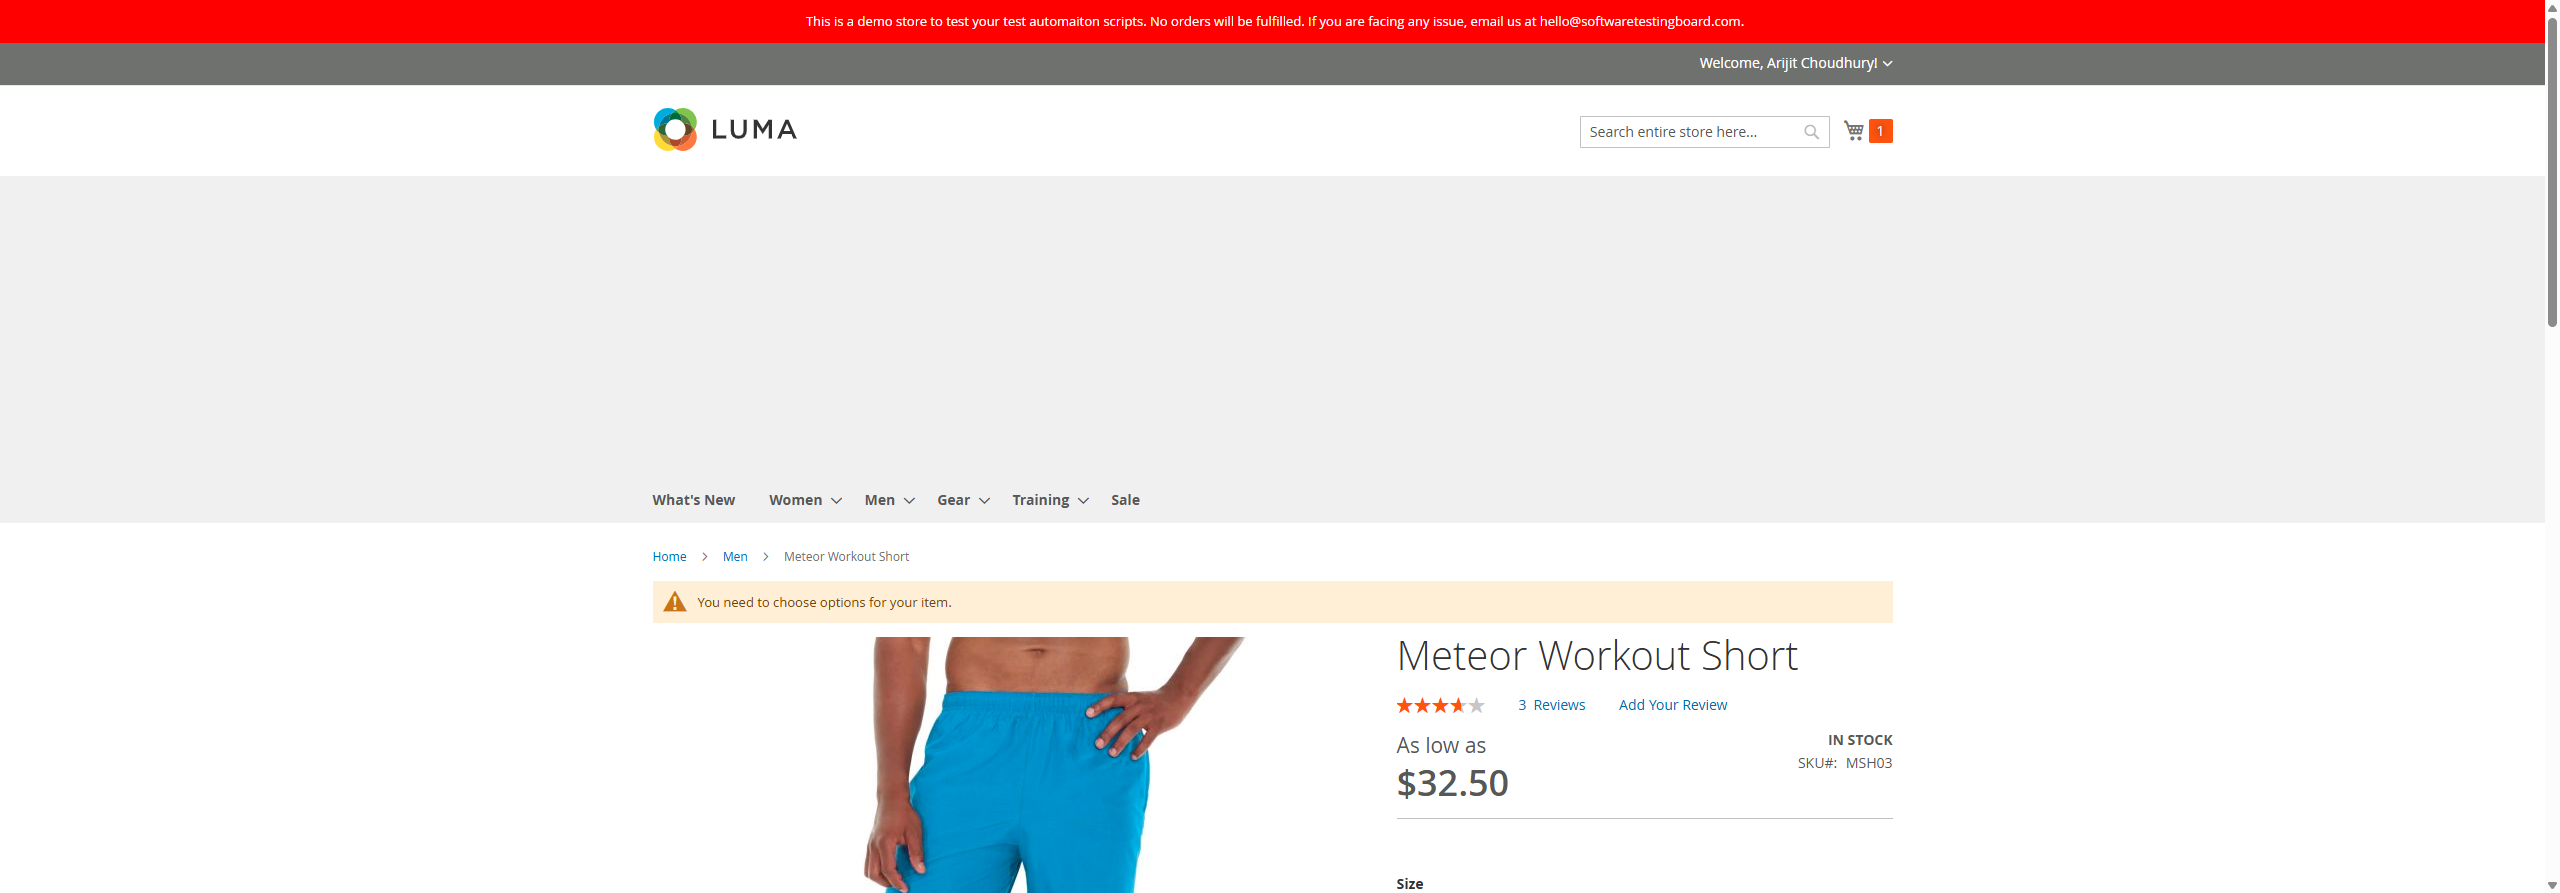 This is a demo store to test your test automaiton scripts. No orders will be fulfilled. If you are facing any issue, email us at hello@softwaretestingboard.com.
Welcome, Arijit Choudhury!
LUMA
Search entire store here...
1
What's New Women Men Gear Training Sale
Home Men Meteor Workout Short
You need to choose options for your item.
Meteor Workout Short
3 Reviews Add Your Review
As low as
$32.50
IN STOCK
SKU#: MSH03
Size